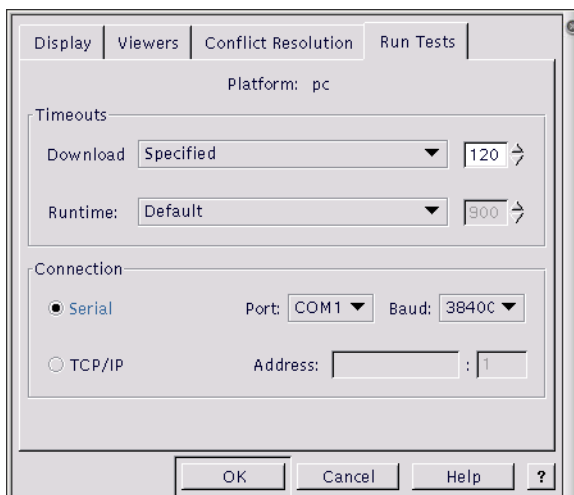 Display Viewers Conflict Resolution Run Tests
Platform: pc
Timeouts
Download Specified 120
Runtime: Default 900
Connection
Serial Port: COM1 Baud: 38400
TCP/IP Address: : 1
OK Cancel Help ?